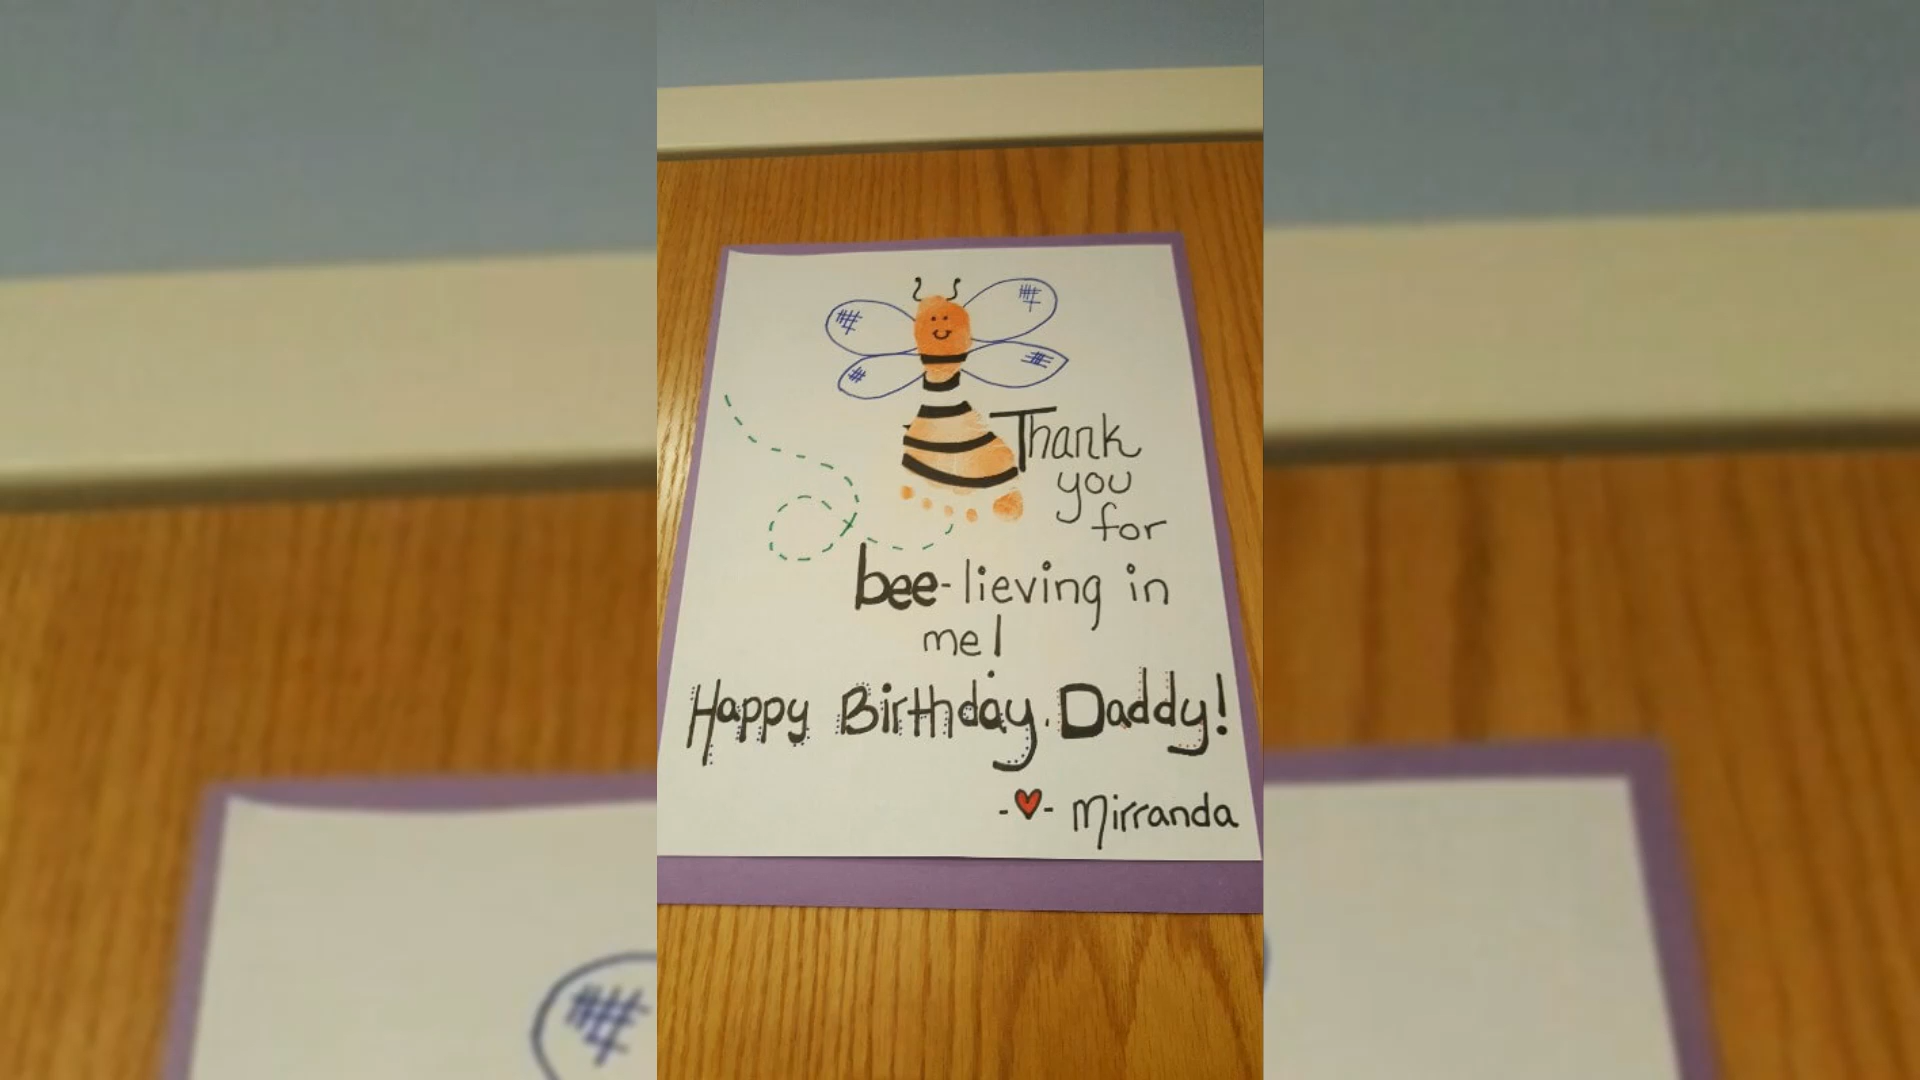 Thank
you
for
bee-lieving in
me!
Happy Birthday, Daddy!
-♥- Mirranda